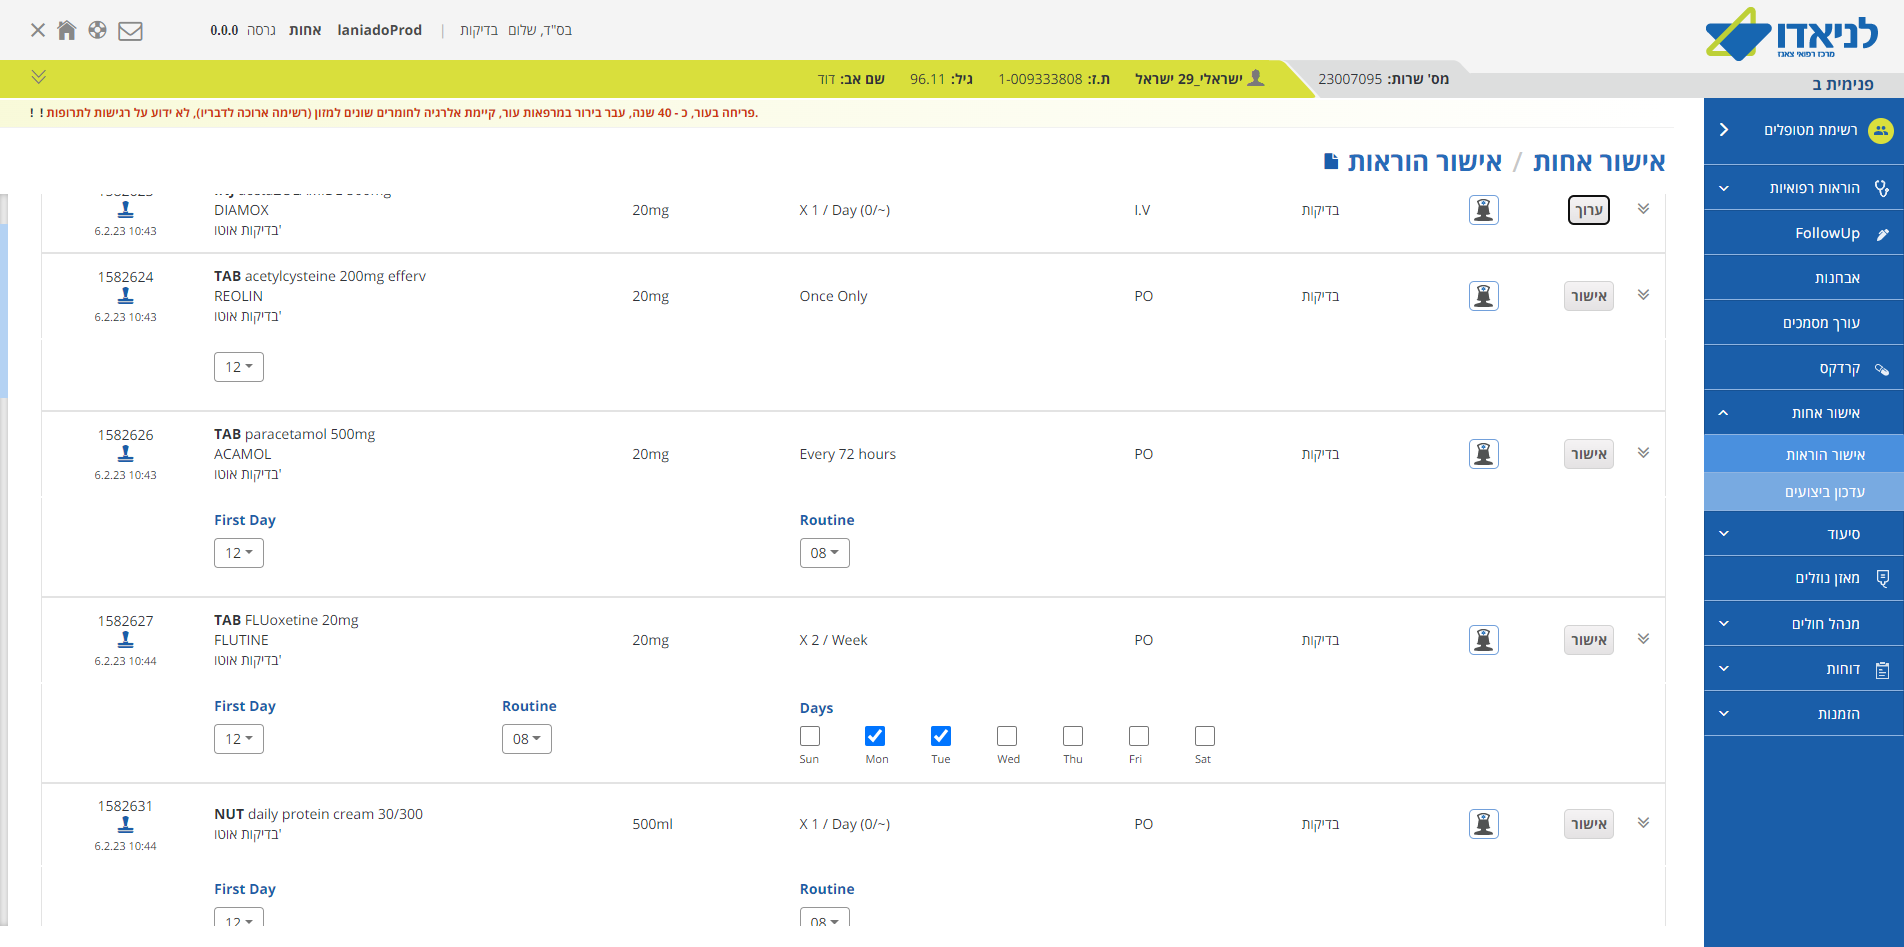 לניאדו
מרכז רפואי צאנז
בס"ד, שלום בדיקות | laniadoProd אחות גרסה 0.0.0
פנימית ב
מס' שרות: 23007095
ישראלי_29 ישראל ת.ז: 1-009333808 גיל: 96.11 שם אב: דוד
פריחה בעור, כ - 40 שנה, עבר בירור במרפאות עור, קיימת אלרגיה לחומרים שונים למזון (רשימה ארוכה לדבריו), לא ידוע על רגישות לתרופות ! !.
אישור אחות / אישור הוראות
רשימת מטופלים
הוראות רפואיות
FollowUp
אבחנות
עורך מסמכים
קרדקס
אישור אחות
אישור הוראות
עדכון ביצועים
סיעוד
מאזן נוזלים
מנהל חולים
דוחות
הזמנות
DIAMOX 20mg X 1 / Day (0/~) I.V בדיקות ערוך
6.2.23 10:43 בדיקות אוטו'
1582624 TAB acetylcysteine 200mg efferv
REOLIN 20mg Once Only PO בדיקות אישור
6.2.23 10:43 בדיקות אוטו'
12
1582626 TAB paracetamol 500mg
ACAMOL 20mg Every 72 hours PO בדיקות אישור
6.2.23 10:43 בדיקות אוטו'
First Day Routine
12 08
1582627 TAB FLUoxetine 20mg
FLUTINE 20mg X 2 / Week PO בדיקות אישור
6.2.23 10:44 בדיקות אוטו'
First Day Routine Days
12 08
Sun Mon Tue Wed Thu Fri Sat
1582631 NUT daily protein cream 30/300
500ml X 1 / Day (0/~) PO בדיקות אישור
6.2.23 10:44 בדיקות אוטו'
First Day Routine
12 08